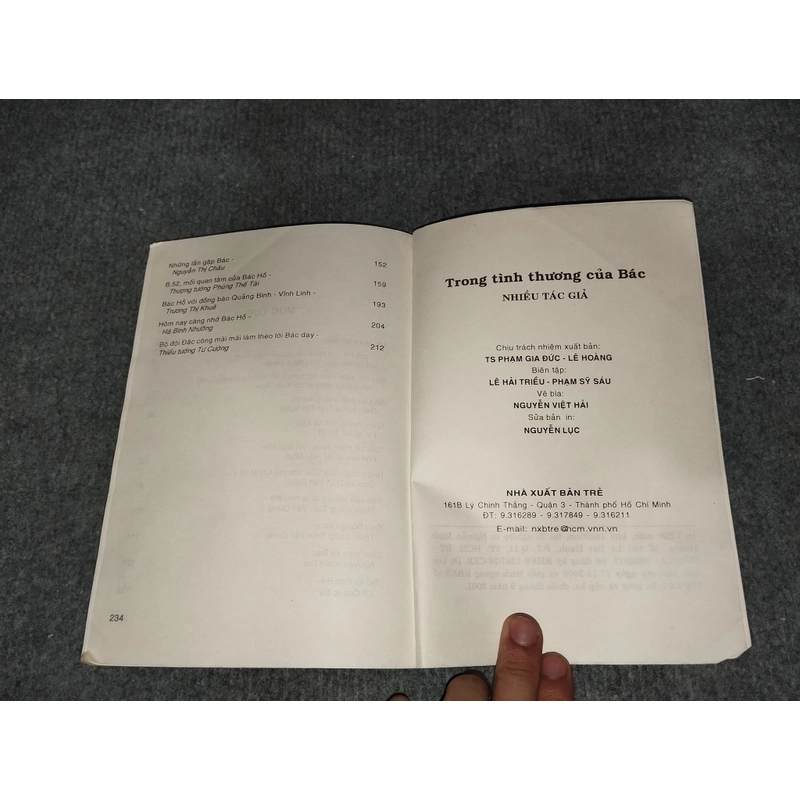 Những lần gặp Bác -
Nguyễn Thị Châu 152
B.52, mối quan tâm của Bác Hồ -
Thượng tướng Phùng Thế Tài 159
Bác Hồ với đồng bào Quảng Bình - Vĩnh Linh -
Trương Thị Khuê 193
Hôm nay càng nhớ Bác Hồ -
Hà Bình Nhưỡng 204
Bộ đội Đặc công mãi mãi làm theo lời Bác dạy -
Thiếu tướng Tư Cường 212
234
Trong tình thương của Bác
NHIỀU TÁC GIẢ
Chịu trách nhiệm xuất bản:
TS PHẠM GIA ĐỨC - LÊ HOÀNG
Biên tập:
LÊ HẢI TRIỀU - PHẠM SỸ SÁU
Vẽ bìa:
NGUYỄN VIỆT HẢI
Sửa bản in:
NGUYỄN LỤC
NHÀ XUẤT BẢN TRẺ
161B Lý Chính Thắng - Quận 3 - Thành phố Hồ Chí Minh
ĐT: 9.316289 - 9.317849 - 9.316211
E-mail: nxbtre@hcm.vnn.vn